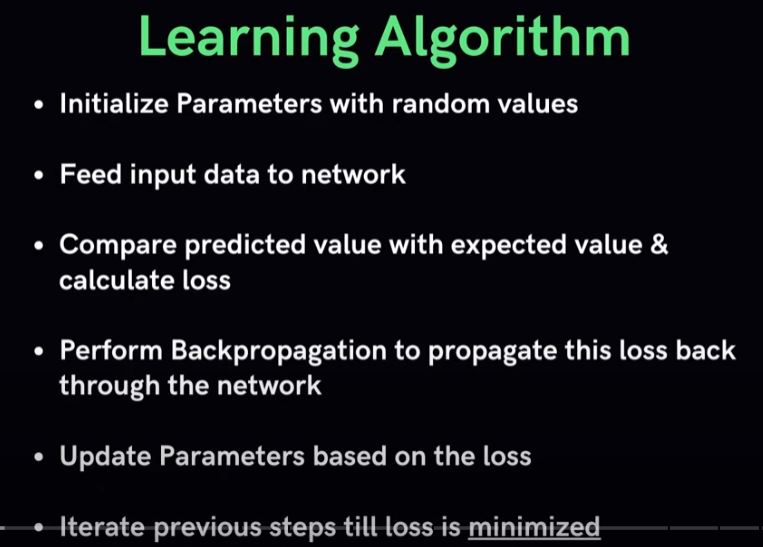 Learning Algorithm
• Initialize Parameters with random values
• Feed input data to network
• Compare predicted value with expected value &
calculate loss
• Perform Backpropagation to propagate this loss back
through the network
• Update Parameters based on the loss
• Iterate previous steps till loss is minimized